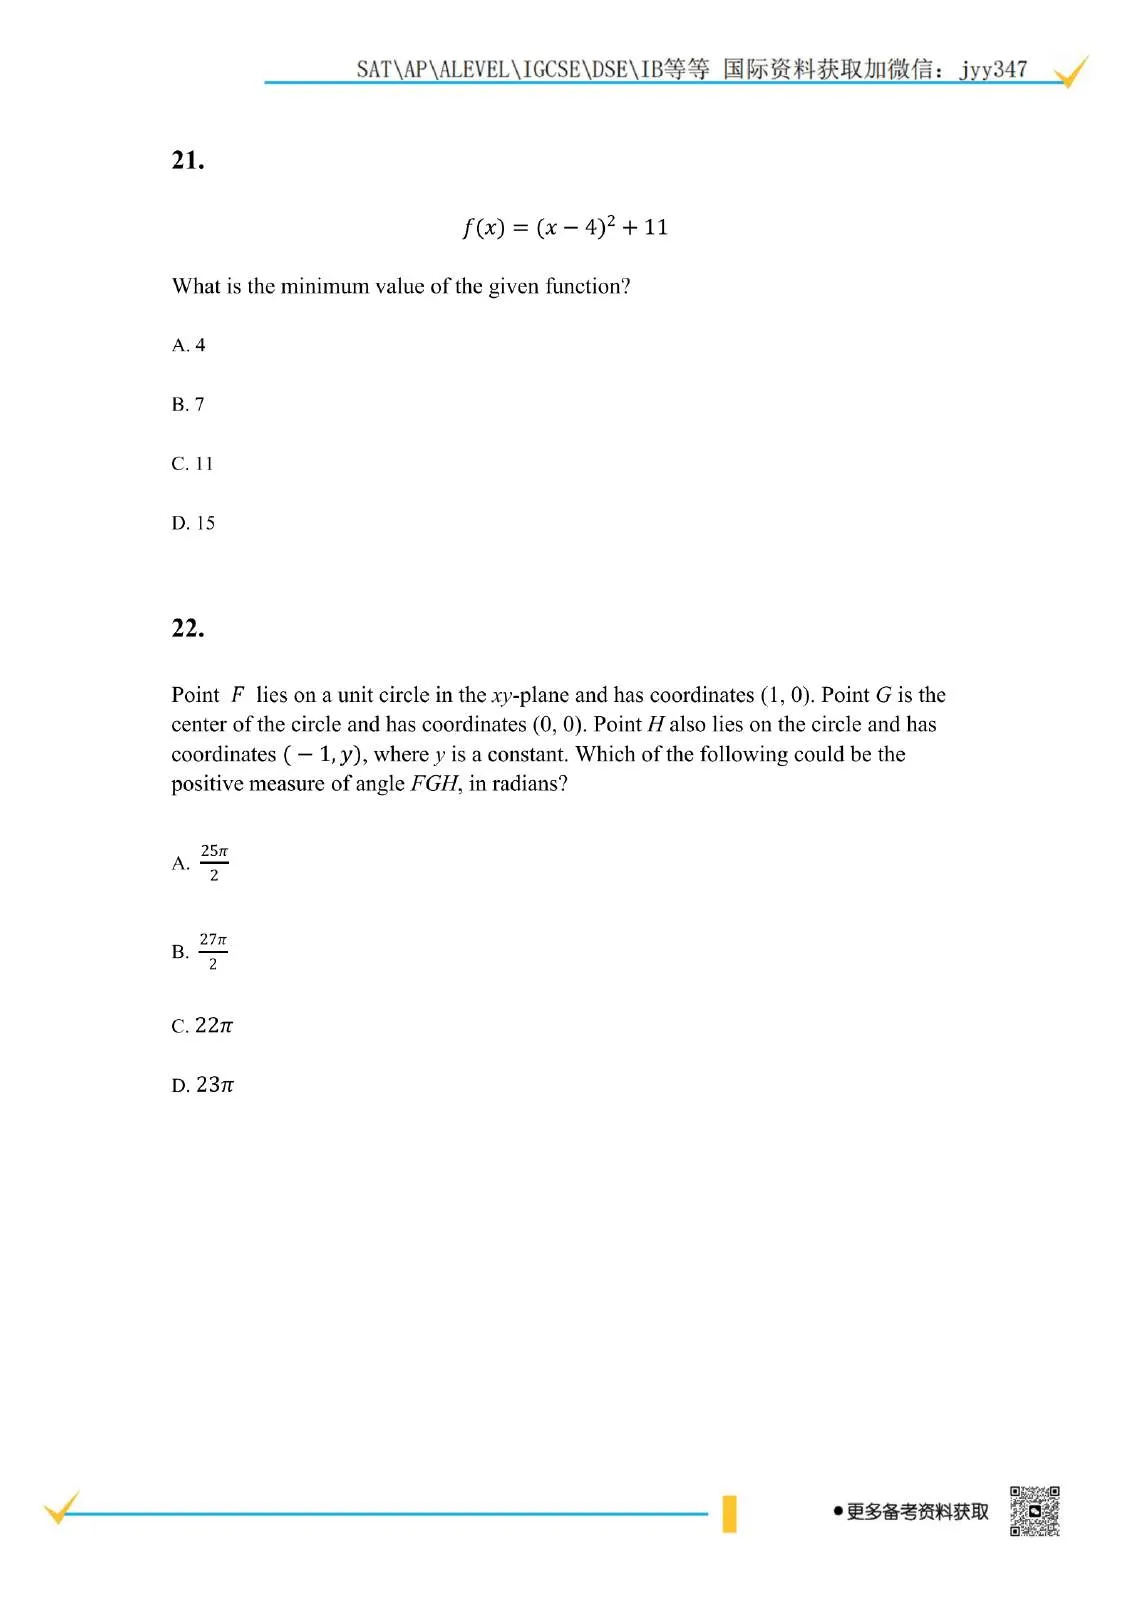 SAT\AP\ALEVEL\IGCSE\DSE\IB等等 国际资料获取加微信：jyy347
21.
f(x) = (x − 4)² + 11
What is the minimum value of the given function?
A. 4
B. 7
C. 11
D. 15
22.
Point F lies on a unit circle in the xy-plane and has coordinates (1, 0). Point G is the
center of the circle and has coordinates (0, 0). Point H also lies on the circle and has
coordinates (− 1, y), where y is a constant. Which of the following could be the
positive measure of angle FGH, in radians?
A. 25π/2
B. 27π/2
C. 22π
D. 23π
●更多备考资料获取